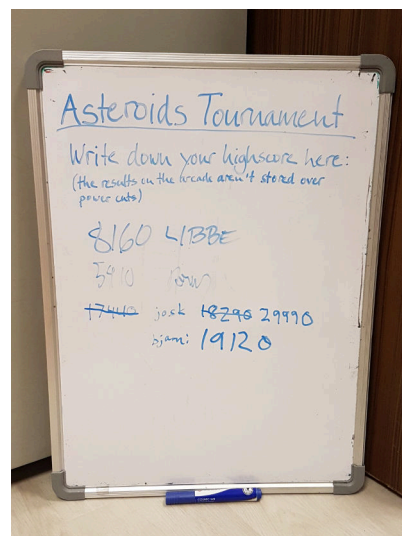 Asteroids Tournament
Write down your highscore here:
(the results on the arcade aren't stored over
power cuts)
8160 LIBBE
5910
17440 josk 18290 29990
bjarni 19120